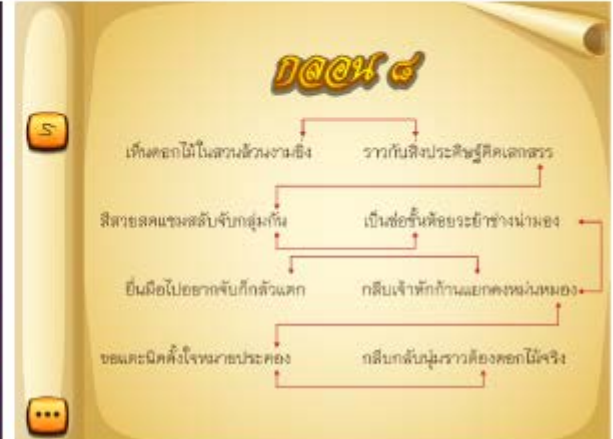 กลอน ๘
เห็นดอกไม้ในสวนล้วนงามยิ่ง ราวกับสิ่งประดิษฐ์คิดเสกสรร
สีสวยสดแซมสลับจับกลุ่มกัน เป็นช่อชั้นห้อยระย้าช่างน่ามอง
ยื่นมือไปอยากจับก็กลัวแตก กลีบเจ้าหักก้านแยกคงหม่นหมอง
ขอแตะนิดตั้งใจหมายประคอง กลีบกลับนุ่มราวต้องดอกไม้จริง